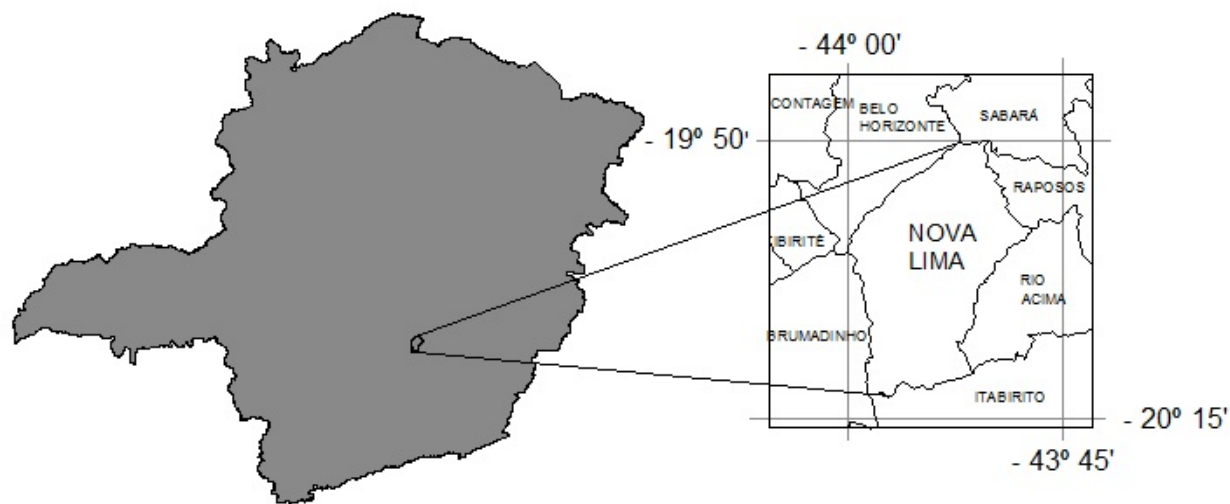 - 44º 00'
CONTAGEM
BELO
HORIZONTE
SABARÁ
- 19º 50'
RAPOSOS
NOVA
LIMA
IBIRITÉ
RIO
ACIMA
BRUMADINHO
ITABIRITO
- 20º 15'
- 43º 45'